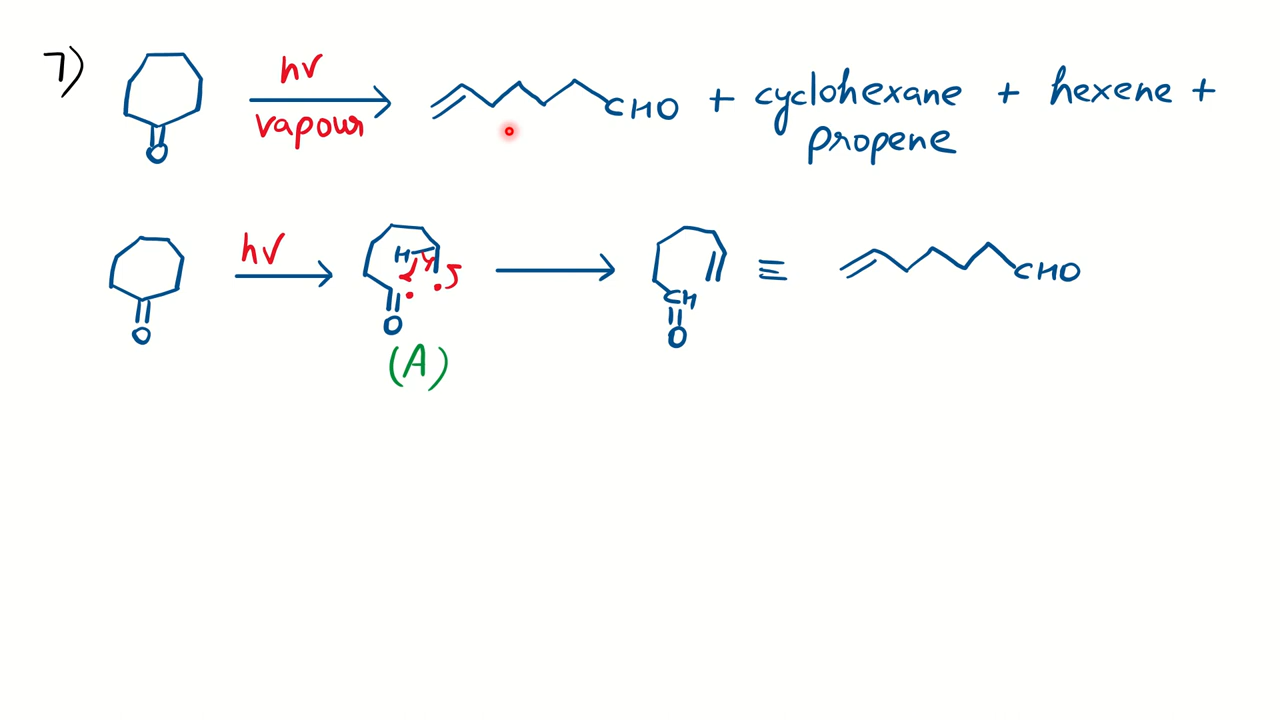 7)
O
hν
vapour
CHO + cyclohexane + hexene +
propene
O
hν
H
O
(A)
CH
O
≡
CHO